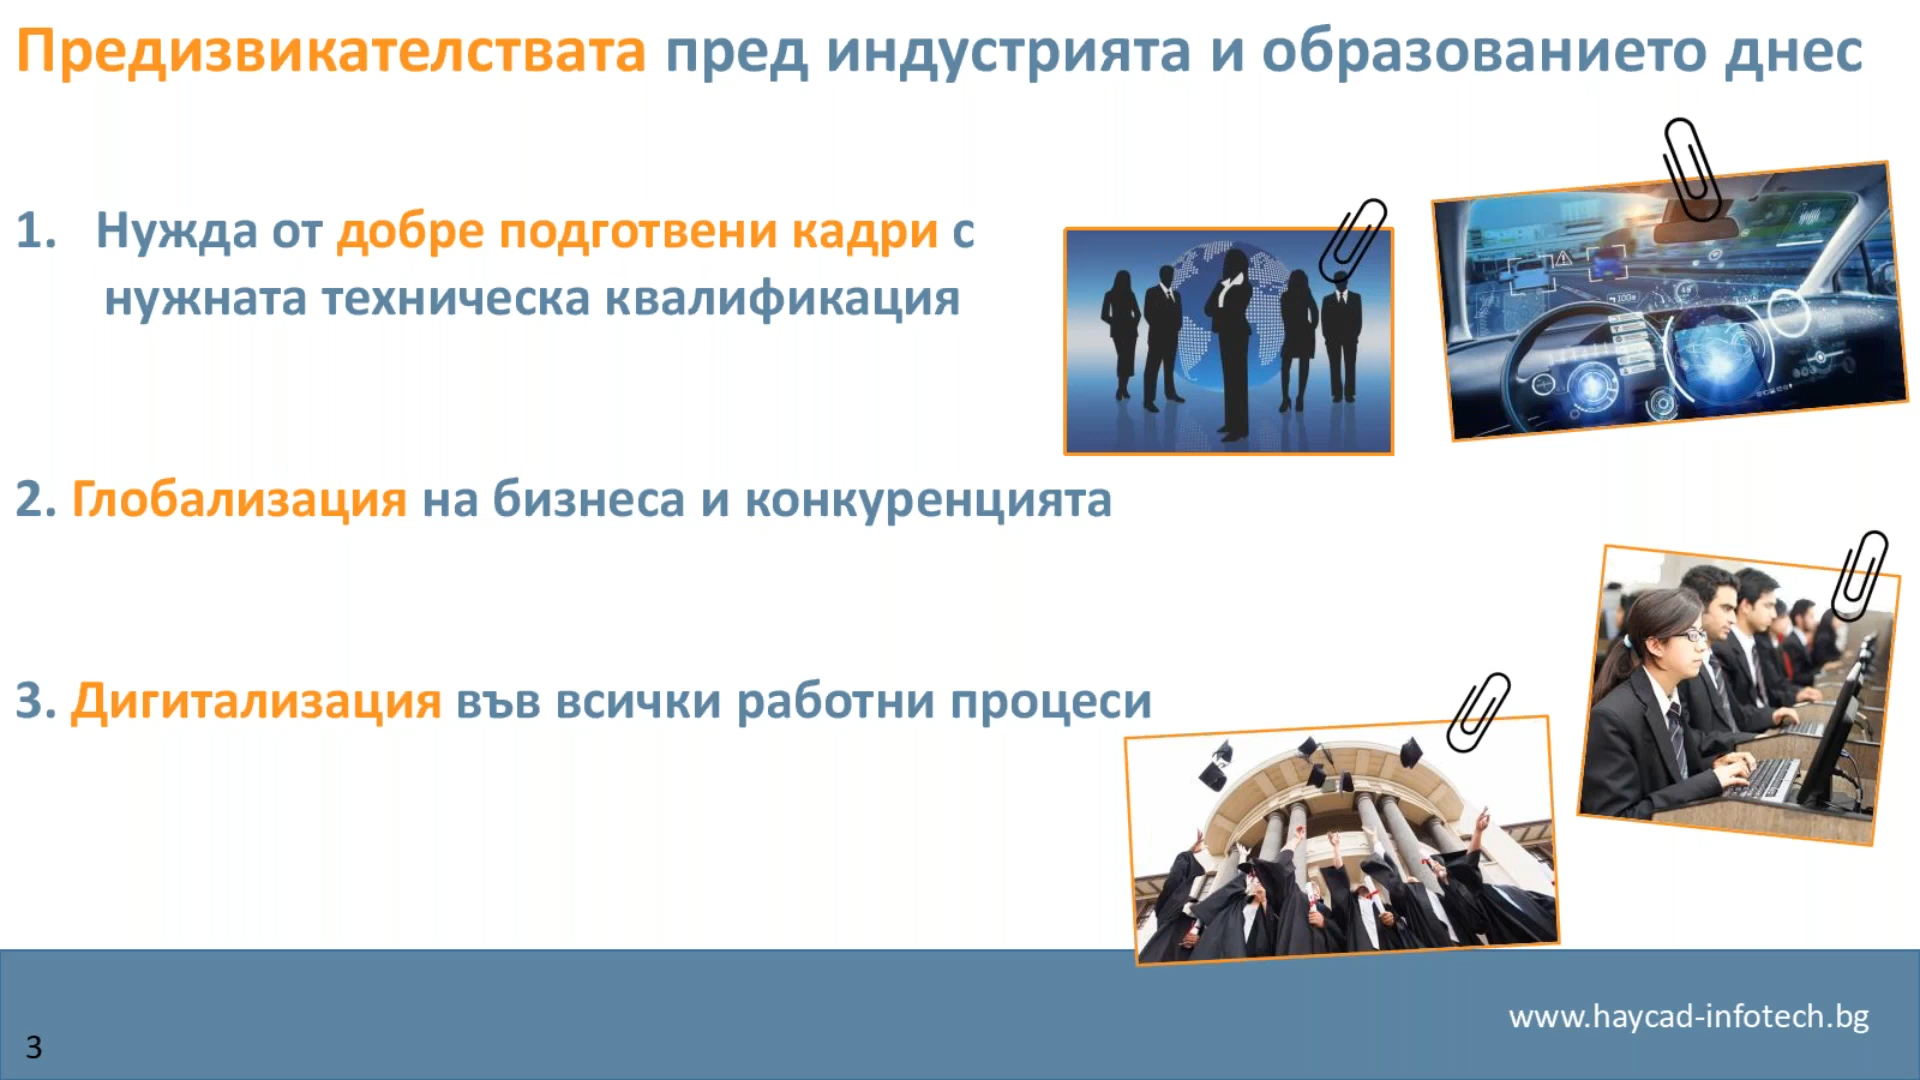 Предизвикателствата пред индустрията и образованието днес
1. Нужда от добре подготвени кадри с
нужната техническа квалификация
2. Глобализация на бизнеса и конкуренцията
3. Дигитализация във всички работни процеси
www.haycad-infotech.bg
3